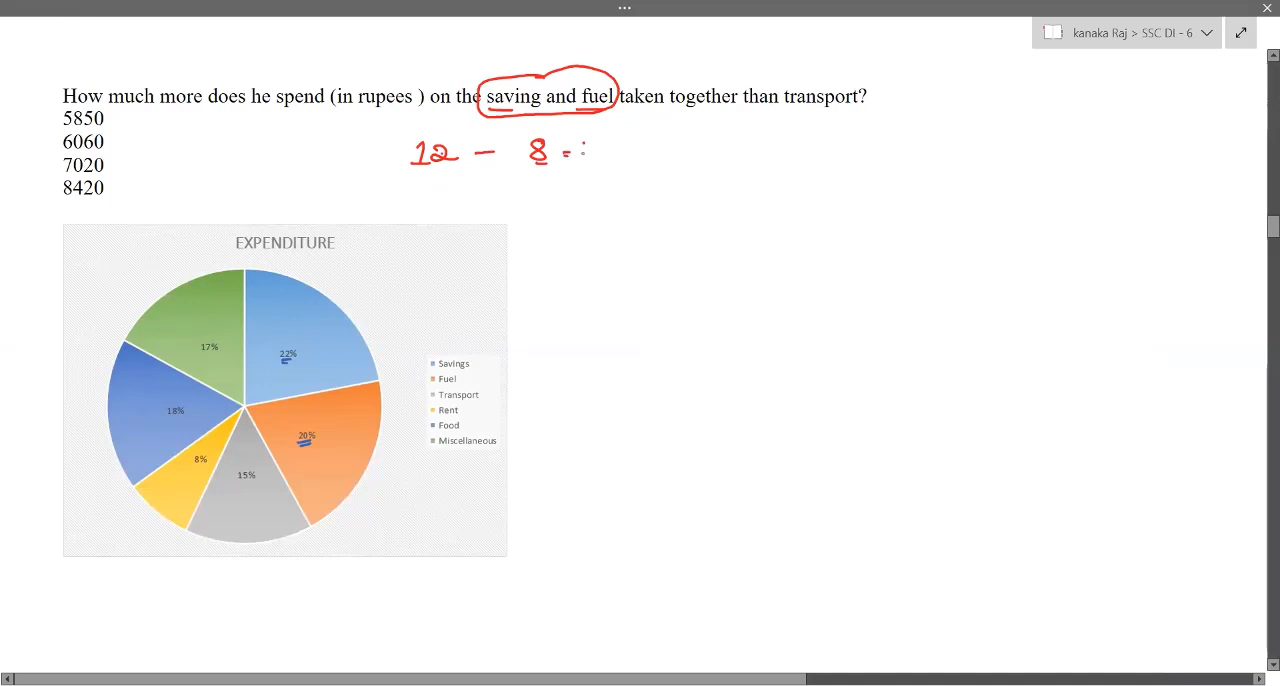 kanaka Raj > SSC DI - 6
How much more does he spend (in rupees ) on the saving and fuel taken together than transport?
5850
6060
7020
8420
12 - 8 =
EXPENDITURE
17%
22%
18%
20%
8%
15%
Savings
Fuel
Transport
Rent
Food
Miscellaneous